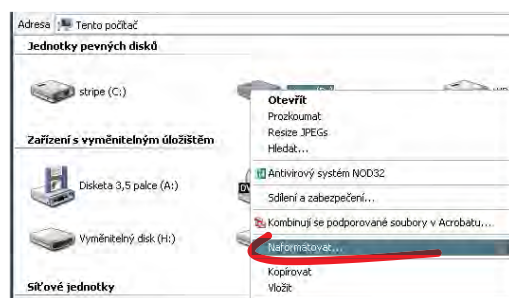 Adresa Tento počítač
Jednotky pevných disků
stripe (C:)
Otevřít
Prozkoumat
Resize JPEGs
Hledat...
Zařízení s vyměnitelným úložištěm
Antivirový systém NOD32
Disketa 3,5 palce (A:)
Sdílení a zabezpečení...
Kombinují se podporované soubory v Acrobatu...
Vyměnitelný disk (H:)
Naformátovat...
Kopírovat
Síťové jednotky
Vložit